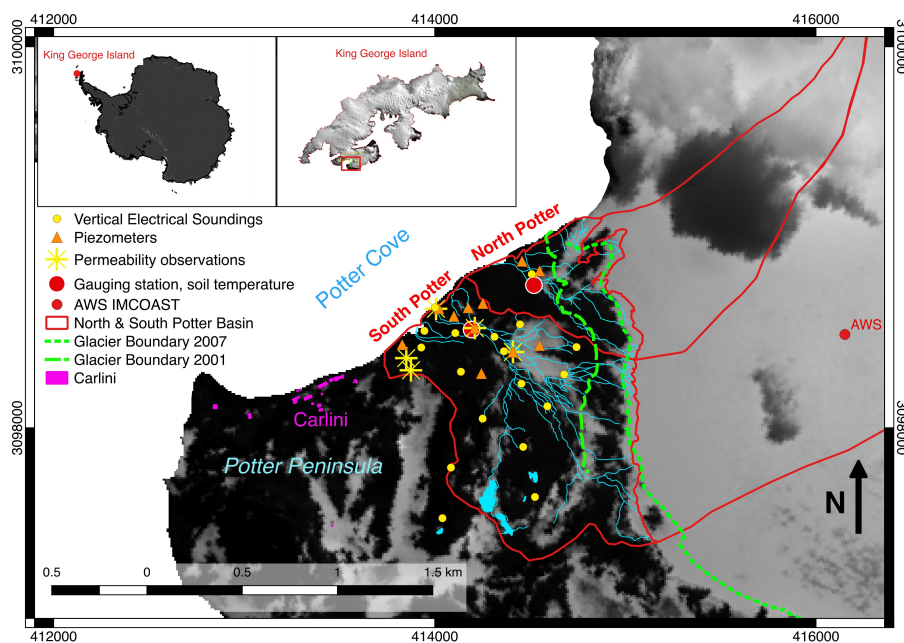 412000
414000
416000
3100000
3100000
King George Island
King George Island
Vertical Electrical Soundings
Piezometers
Permeability observations
Gauging station, soil temperature
AWS IMCOAST
North & South Potter Basin
Glacier Boundary 2007
Glacier Boundary 2001
Carlini
Potter Cove
North Potter
South Potter
AWS
3098000
3098000
Carlini
Potter Peninsula
N
0.5
0
0.5
1
1.5 km
412000
414000
416000